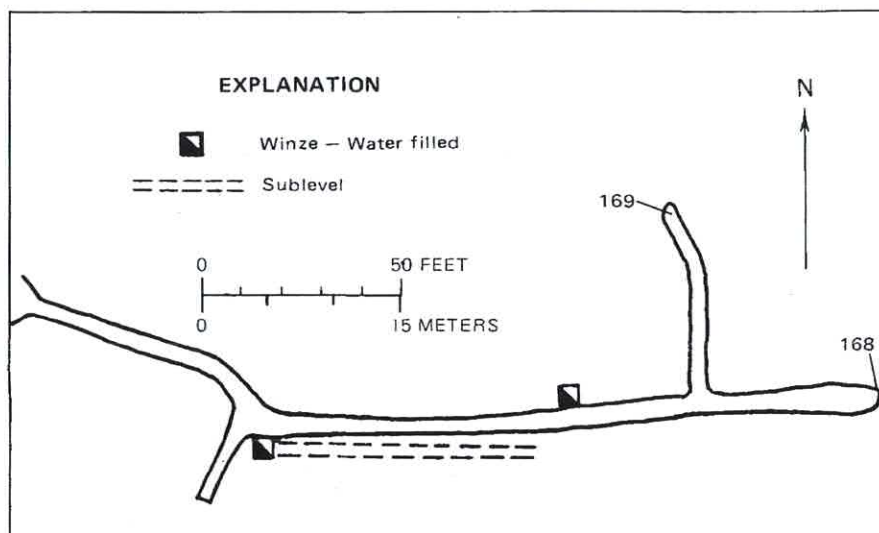 EXPLANATION
N
Winze — Water filled
Sublevel
169
0 50 FEET
0 15 METERS
168